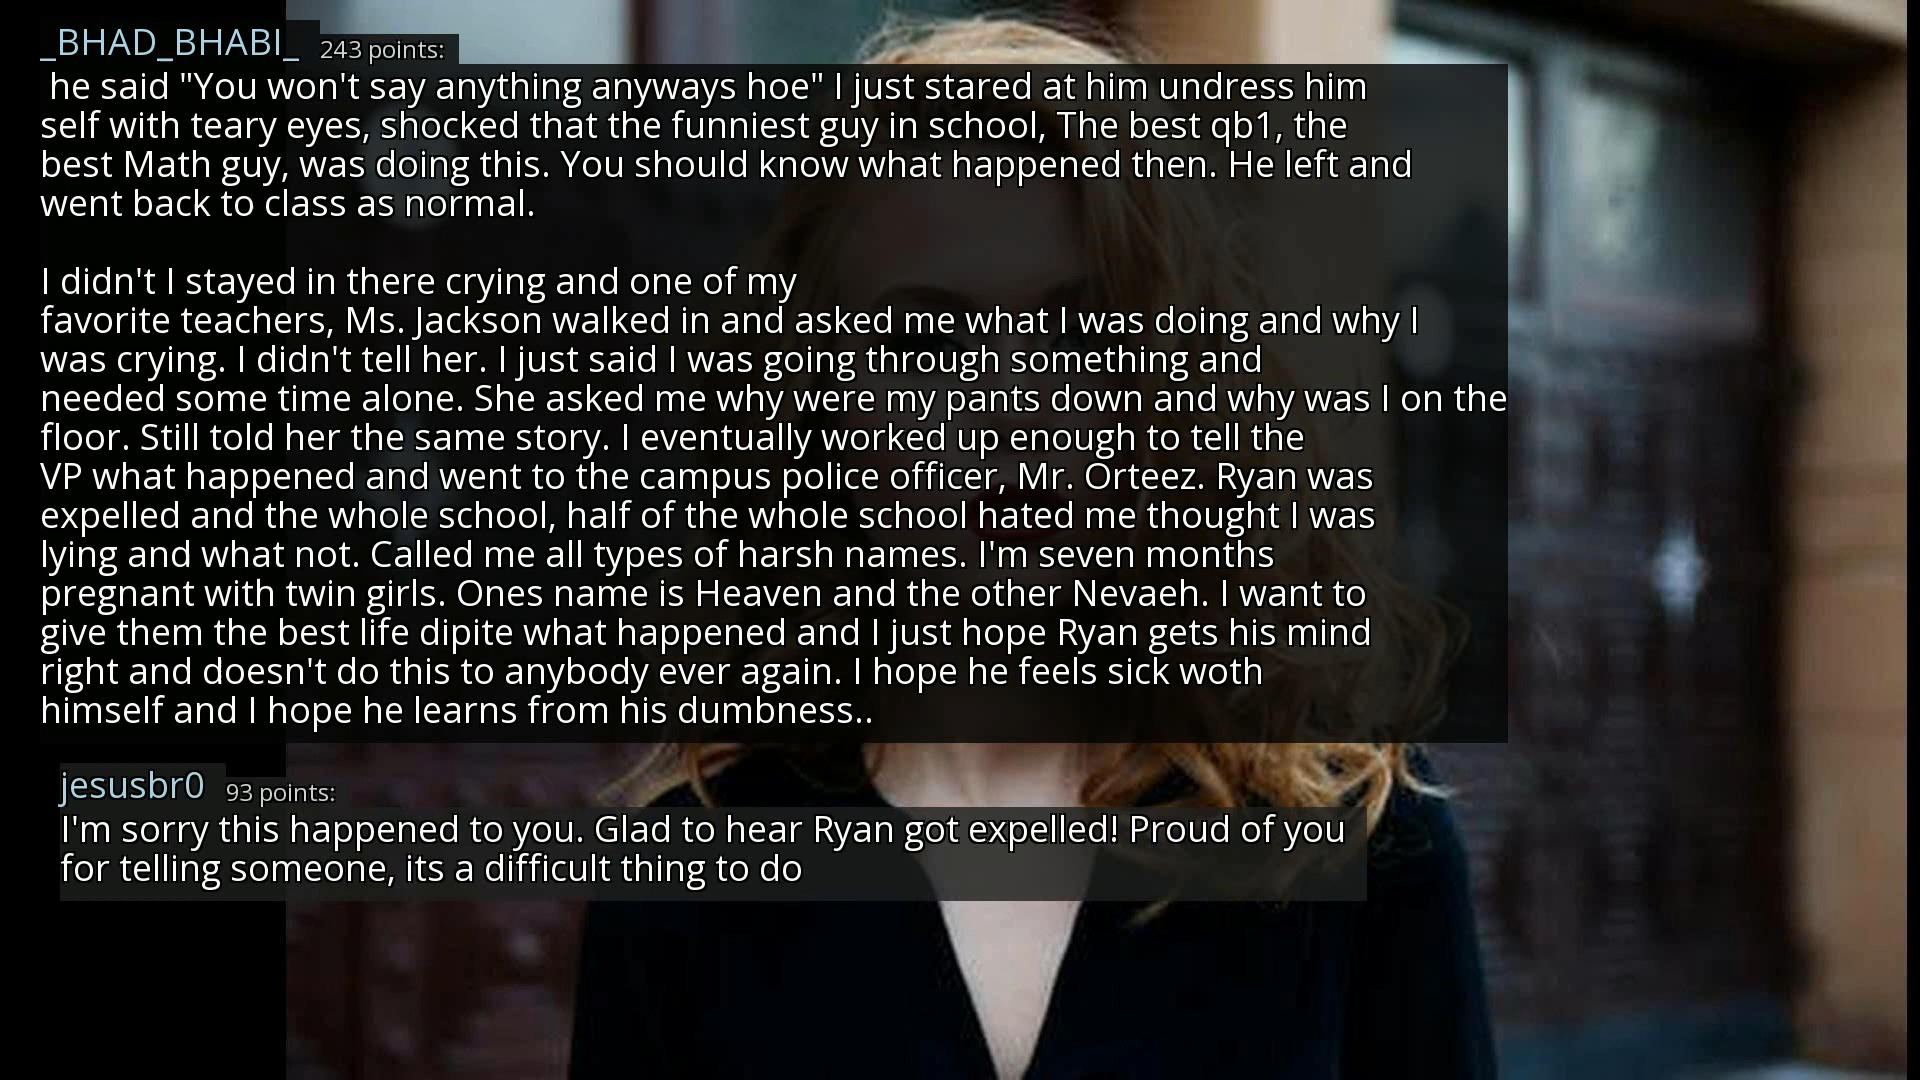 _BHAD_BHABI_ 243 points:
he said "You won't say anything anyways hoe" I just stared at him undress him
self with teary eyes, shocked that the funniest guy in school, The best qb1, the
best Math guy, was doing this. You should know what happened then. He left and
went back to class as normal.
I didn't I stayed in there crying and one of my
favorite teachers, Ms. Jackson walked in and asked me what I was doing and why I
was crying. I didn't tell her. I just said I was going through something and
needed some time alone. She asked me why were my pants down and why was I on the
floor. Still told her the same story. I eventually worked up enough to tell the
VP what happened and went to the campus police officer, Mr. Orteez. Ryan was
expelled and the whole school, half of the whole school hated me thought I was
lying and what not. Called me all types of harsh names. I'm seven months
pregnant with twin girls. Ones name is Heaven and the other Nevaeh. I want to
give them the best life dipite what happened and I just hope Ryan gets his mind
right and doesn't do this to anybody ever again. I hope he feels sick woth
himself and I hope he learns from his dumbness..
jesusbr0 93 points:
I'm sorry this happened to you. Glad to hear Ryan got expelled! Proud of you
for telling someone, its a difficult thing to do